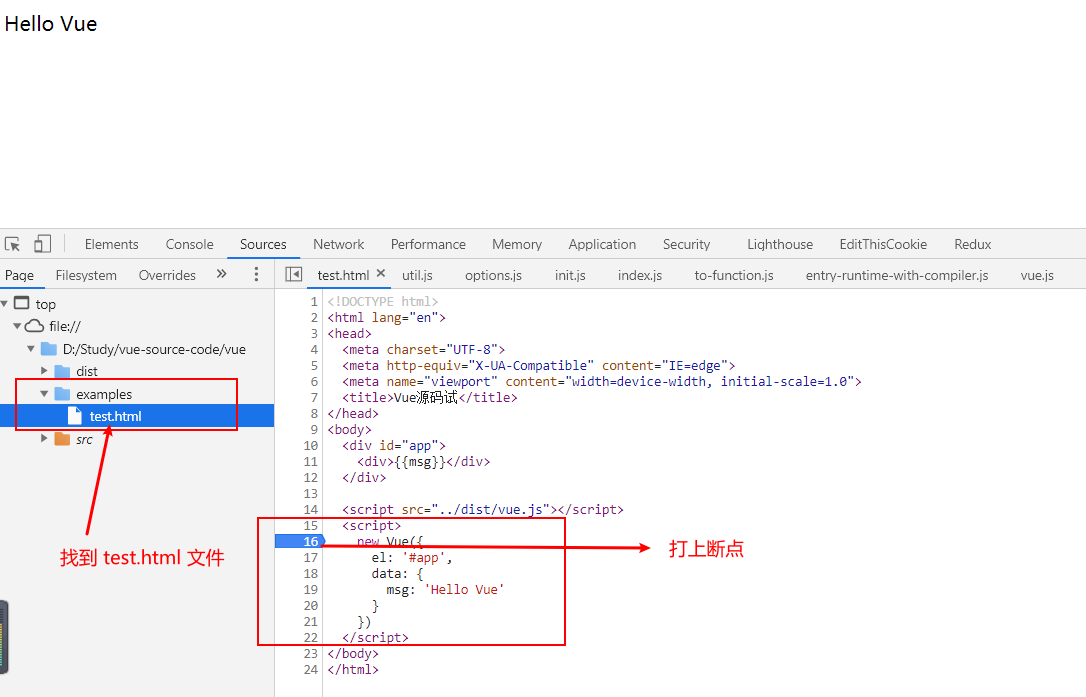 Hello Vue
Elements Console Sources Network Performance Memory Application Security Lighthouse EditThisCookie Redux
Page Filesystem Overrides » test.html × util.js options.js init.js index.js to-function.js entry-runtime-with-compiler.js vue.js
top
file://
D:/Study/vue-source-code/vue
dist
examples
test.html
src
找到 test.html 文件
1 <!DOCTYPE html>
2 <html lang="en">
3 <head>
4 <meta charset="UTF-8">
5 <meta http-equiv="X-UA-Compatible" content="IE=edge">
6 <meta name="viewport" content="width=device-width, initial-scale=1.0">
7 <title>Vue源码试</title>
8 </head>
9 <body>
10 <div id="app">
11 <div>{{msg}}</div>
12 </div>
13
14 <script src="../dist/vue.js"></script>
15 <script>
16 new Vue({
17 el: '#app',
18 data: {
19 msg: 'Hello Vue'
20 }
21 })
22 </script>
23 </body>
24 </html>
打上断点